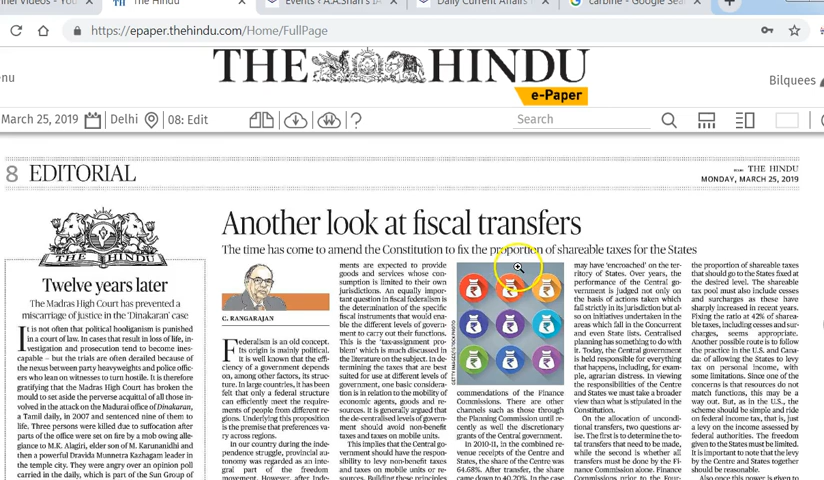 inel Videos - You
The Hindu
Events < A.A.Shah's IA
Daily Current Affairs
carbine - Google Sear
https://epaper.thehindu.com/Home/FullPage
THE HINDU
e-Paper
enu
Bilquees
March 25, 2019
Delhi
08: Edit
Search
8 EDITORIAL
THE HINDU
MONDAY, MARCH 25, 2019
Twelve years later
The Madras High Court has prevented a
miscarriage of justice in the 'Dinakaran' case
It is not often that political hooliganism is punished
in a court of law. In cases that result in loss of life, in-
vestigation and prosecution tend to become ines-
capable – but the trials are often derailed because of
the nexus between party heavyweights and police offic-
ers who lean on witnesses to turn hostile. It is therefore
gratifying that the Madras High Court has broken the
mould to set aside the perverse acquittal of all those in-
volved in the attack on the Madurai office of Dinakaran,
a Tamil daily, in 2007 and sentenced nine of them to
life. Three persons were killed due to suffocation after
parts of the office were set on fire by a mob owing alle-
giance to M.K. Alagiri, elder son of M. Karunanidhi and
then a powerful Dravida Munnetra Kazhagam leader in
the temple city. They were angry over an opinion poll
carried in the daily, which is part of the Sun Group of
Another look at fiscal transfers
The time has come to amend the Constitution to fix the proportion of shareable taxes for the States
C. RANGARAJAN
Federalism is an old concept.
Its origin is mainly political.
It is well known that the effi-
ciency of a government depends
on, among other factors, its struc-
ture. In large countries, it has been
felt that only a federal structure
can efficiently meet the require-
ments of people from different re-
gions. Underlying this proposition
is the premise that preferences va-
ry across regions.
In our country during the inde-
pendence struggle, provincial au-
tonomy was regarded as an inte-
gral part of the freedom
movement. However, after Inde-
ments are expected to provide
goods and services whose con-
sumption is limited to their own
jurisdictions. An equally impor-
tant question in fiscal federalism is
the determination of the specific
fiscal instruments that would ena-
ble the different levels of govern-
ment to carry out their functions.
This is the 'tax-assignment pro-
blem' which is much discussed in
the literature on the subject. In de-
termining the taxes that are best
suited for use at different levels of
government, one basic considera-
tion is in relation to the mobility of
economic agents, goods and re-
sources. It is generally argued that
the de-centralised levels of govern-
ment should avoid non-benefit
taxes and taxes on mobile units.
This implies that the Central go-
vernment should have the respon-
sibility to levy non-benefit taxes
and taxes on mobile units or re-
sources. Building these principles
GETTY IMAGES/ISTOCKPHOTO
commendations of the Finance
Commissions. There are other
channels such as those through
the Planning Commission until re-
cently as well the discretionary
grants of the Central government.
In 2010-11, in the combined re-
venue receipts of the Centre and
States, the share of the Centre was
64.68%. After transfer, the share
came down to 40.20%. In the case
may have 'encroached' on the ter-
ritory of States. Over years, the
performance of the Central go-
vernment is judged not only on
the basis of actions taken which
fall strictly in its jurisdiction but al-
so on initiatives undertaken in the
areas which fall in the Concurrent
and even State lists. Centralised
planning has something to do with
it. Today, the Central government
is held responsible for everything
that happens, including, for exam-
ple, agrarian distress. In viewing
the responsibilities of the Centre
and States we must take a broader
view than what is stipulated in the
Constitution.
On the allocation of uncondi-
tional transfers, two questions ar-
ise. The first is to determine the to-
tal transfers that need to be made,
while the second is whether all
transfers must be done by the Fi-
nance Commission alone. Finance
Commissions, prior to the Four-
the proportion of shareable taxes
that should go to the States fixed at
the desired level. The shareable
tax pool must also include cesses
and surcharges as these have
sharply increased in recent years.
Fixing the ratio at 42% of sharea-
ble taxes, including cesses and sur-
charges, seems appropriate.
Another possible route is to follow
the practice in the U.S. and Cana-
da: of allowing the States to levy
tax on personal income, with
some limitations. Since one of the
concerns is that resources do not
match functions, this may be a
way out. But, as in the U.S., the
scheme should be simple and ride
on federal income tax, that is, just
a levy on the income assessed by
federal authorities. The freedom
given to the States must be limited.
It is important to note that the levy
by the Centre and States together
should be reasonable.
Also once this power is given to